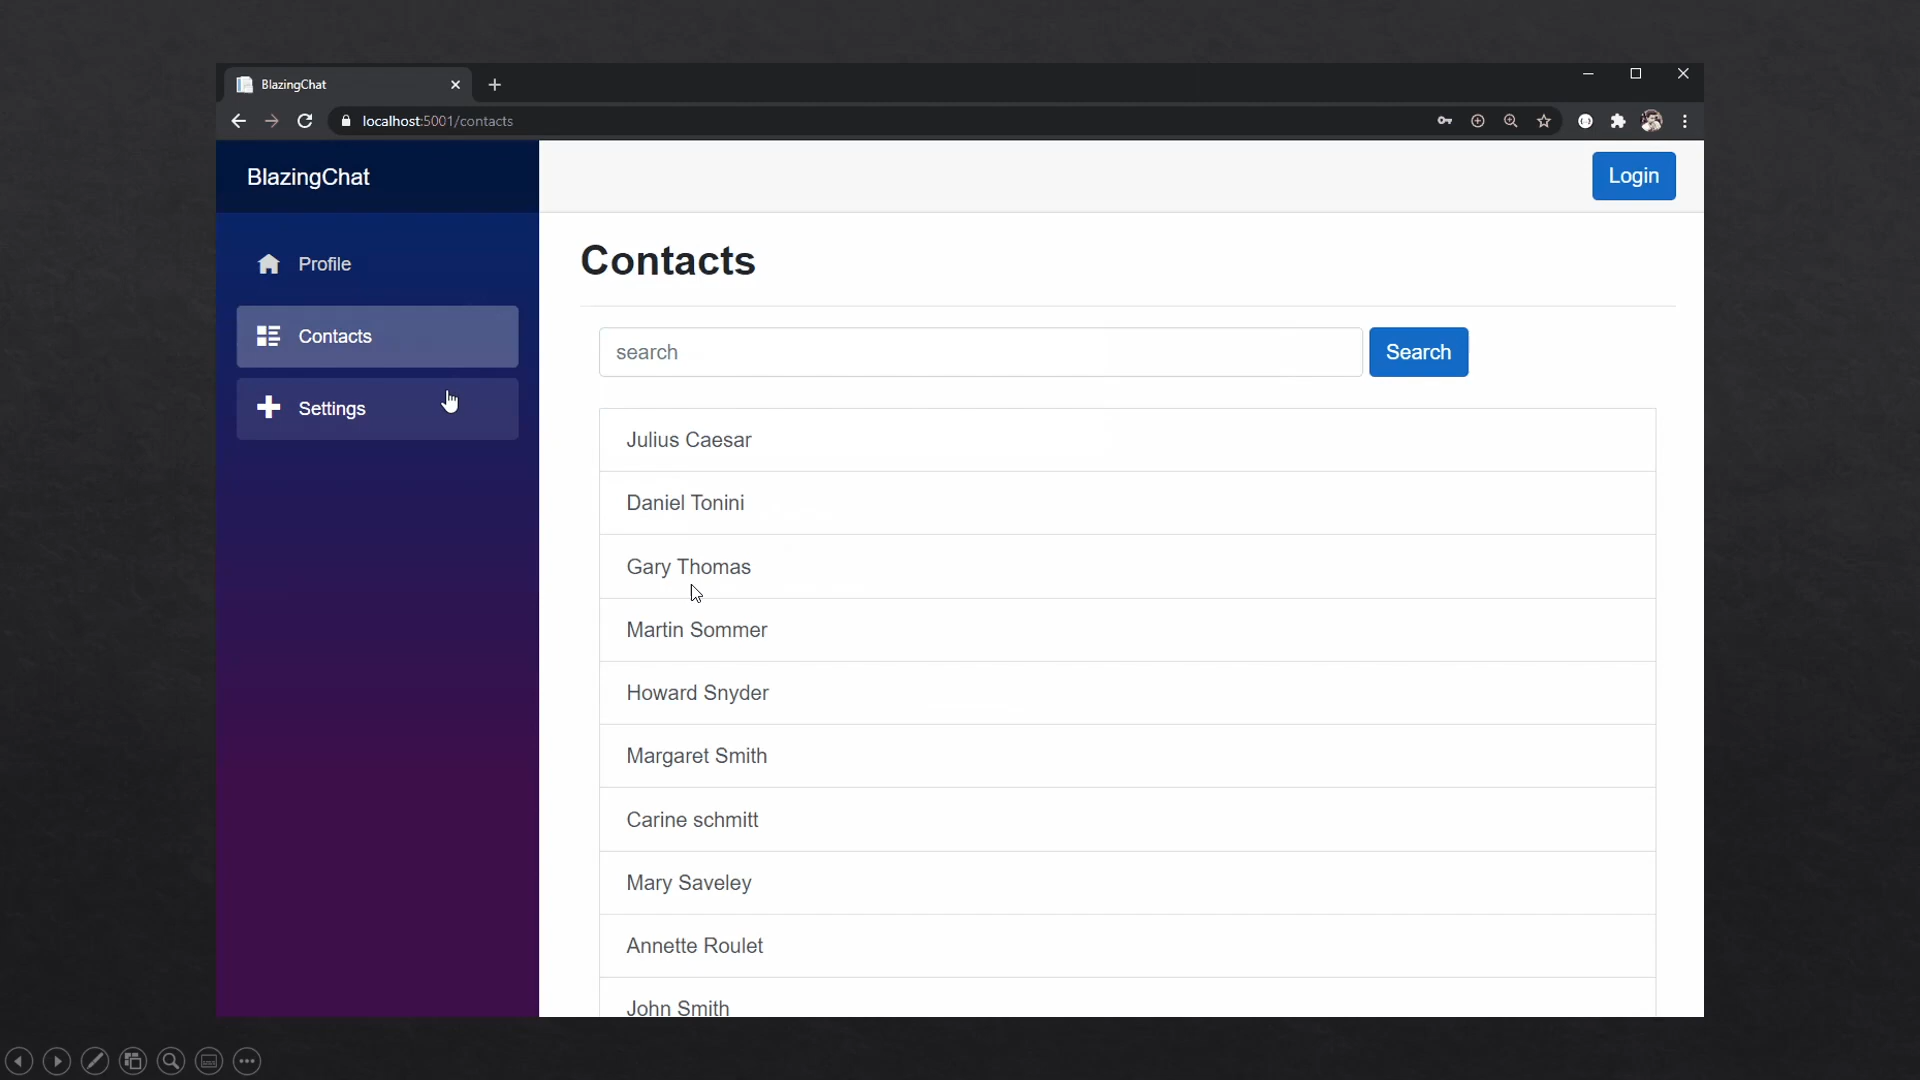 BlazingChat
localhost:5001/contacts
BlazingChat
Login
Profile
Contacts
Settings
Contacts
search
Search
Julius Caesar
Daniel Tonini
Gary Thomas
Martin Sommer
Howard Snyder
Margaret Smith
Carine schmitt
Mary Saveley
Annette Roulet
John Smith